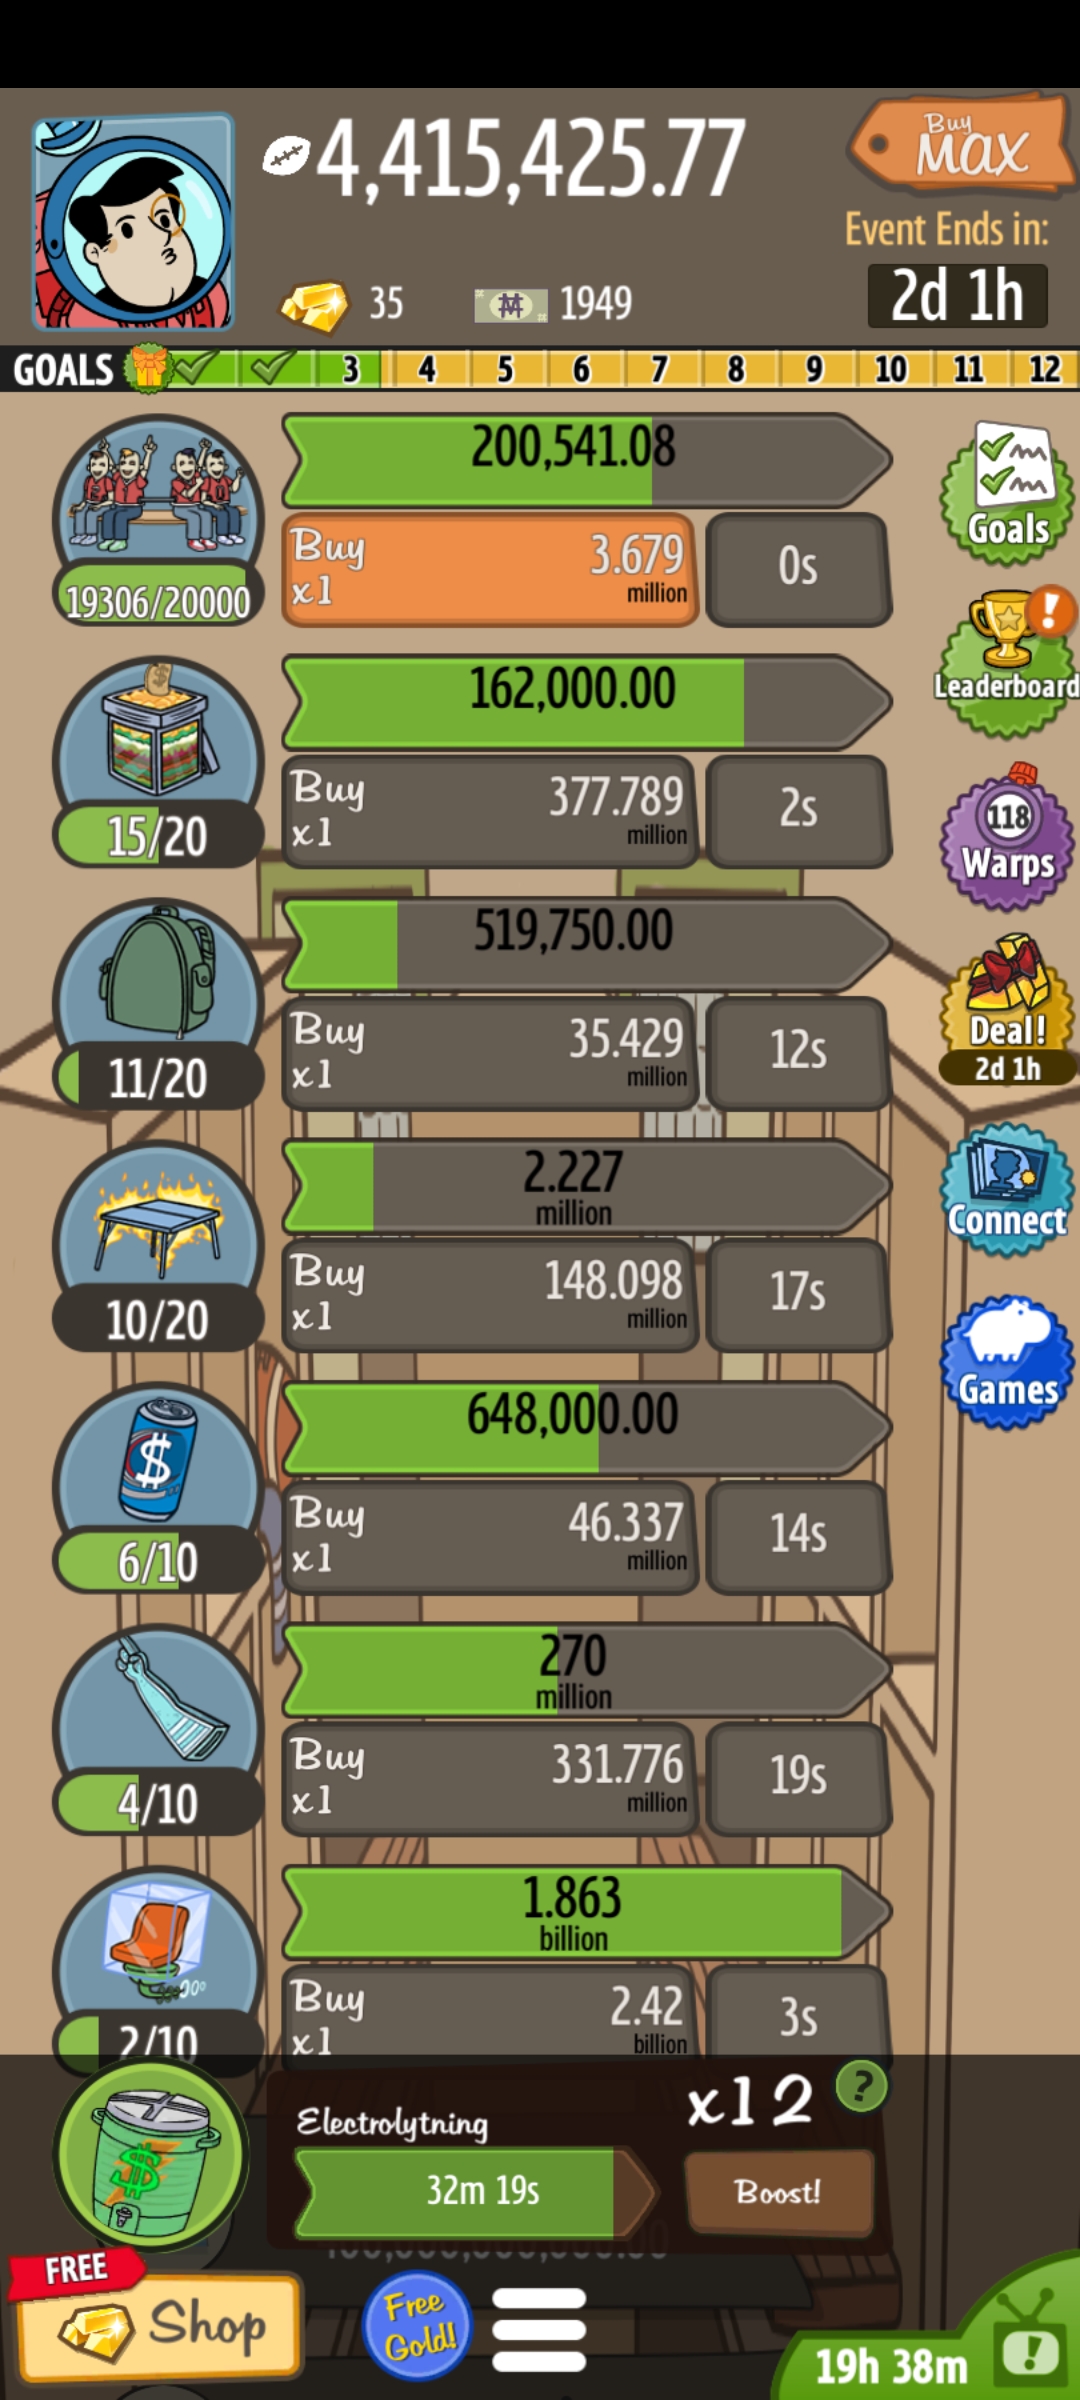 4,415,425.77
Buy
MAX
Event Ends in:
2d 1h
35
1949
GOALS 3 4 5 6 7 8 9 10 11 12
200,541.08
Buy
x1
3.679
million
0s
19306/20000
Goals
162,000.00
Buy
x1
377.789
million
2s
15/20
Leaderboard
118
Warps
519,750.00
Buy
x1
35.429
million
12s
11/20
Deal!
2d 1h
2.227
million
Buy
x1
148.098
million
17s
10/20
Connect
648,000.00
Buy
x1
46.337
million
14s
6/10
Games
270
million
Buy
x1
331.776
million
19s
4/10
1.863
billion
Buy
x1
2.42
billion
3s
2/10
Electrolytning
x12
?
32m 19s
Boost!
FREE
Shop
Free
Gold!
19h 38m